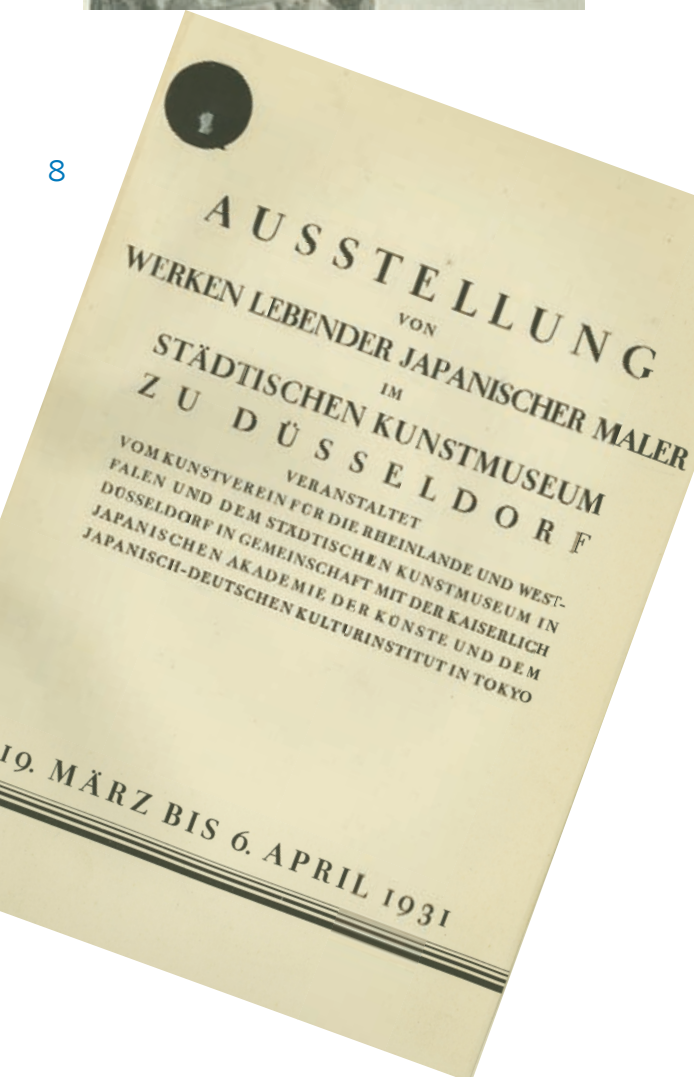 8
AUSSTELLUNG
VON
WERKEN LEBENDER JAPANISCHER MALER
IM
STÄDTISCHEN KUNSTMUSEUM
ZU DÜSSELDORF
VERANSTALTET
VOM KUNSTVEREIN FÜR DIE RHEINLANDE UND WEST-
FALEN UND DEM STÄDTISCHEN KUNSTMUSEUM IN
DÜSSELDORF IN GEMEINSCHAFT MIT DER KAISERLICH
JAPANISCHEN AKADEMIE DER KÜNSTE UND DEM
JAPANISCH-DEUTSCHEN KULTURINSTITUT IN TOKYO
19. MÄRZ BIS 6. APRIL 1931